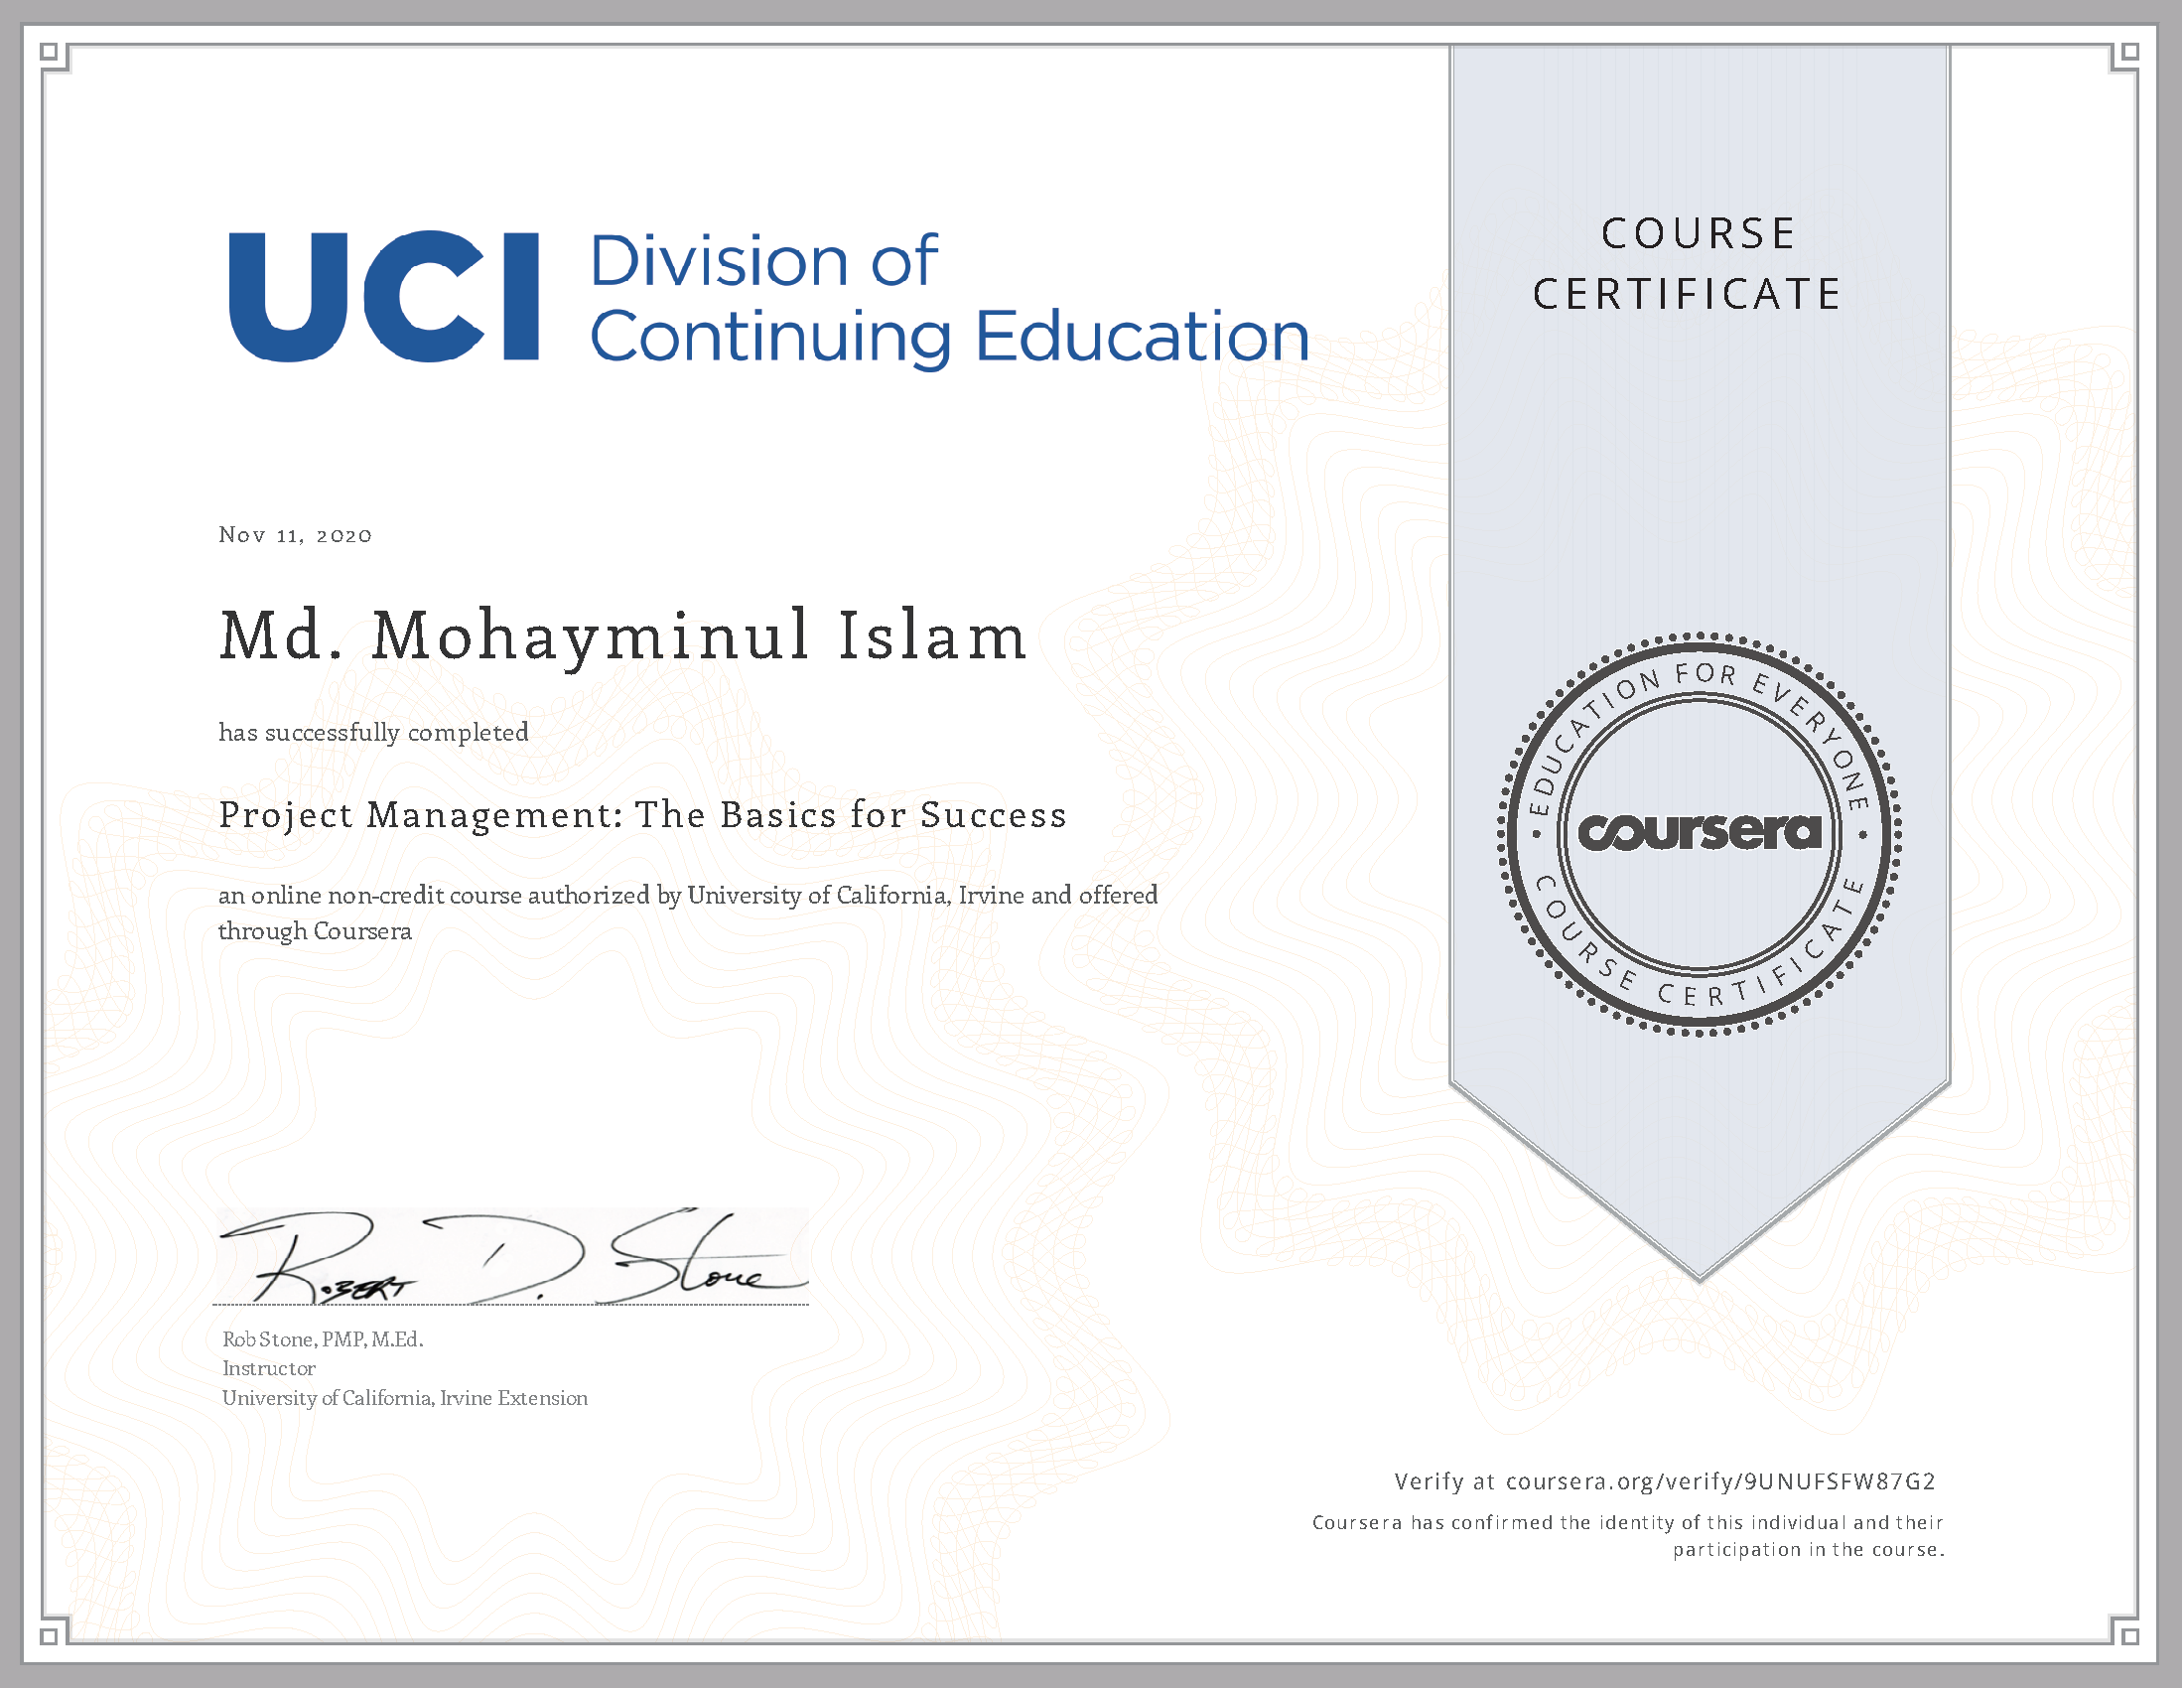 UCI Division of
Continuing Education
COURSE
CERTIFICATE
Nov 11, 2020
Md. Mohayminul Islam
has successfully completed
Project Management: The Basics for Success
an online non-credit course authorized by University of California, Irvine and offered
through Coursera
EDUCATION FOR EVERYONE
coursera
COURSE CERTIFICATE
ROBERT D. Stone
Rob Stone, PMP, M.Ed.
Instructor
University of California, Irvine Extension
Verify at coursera.org/verify/9UNUFSFW87G2
Coursera has confirmed the identity of this individual and their
participation in the course.